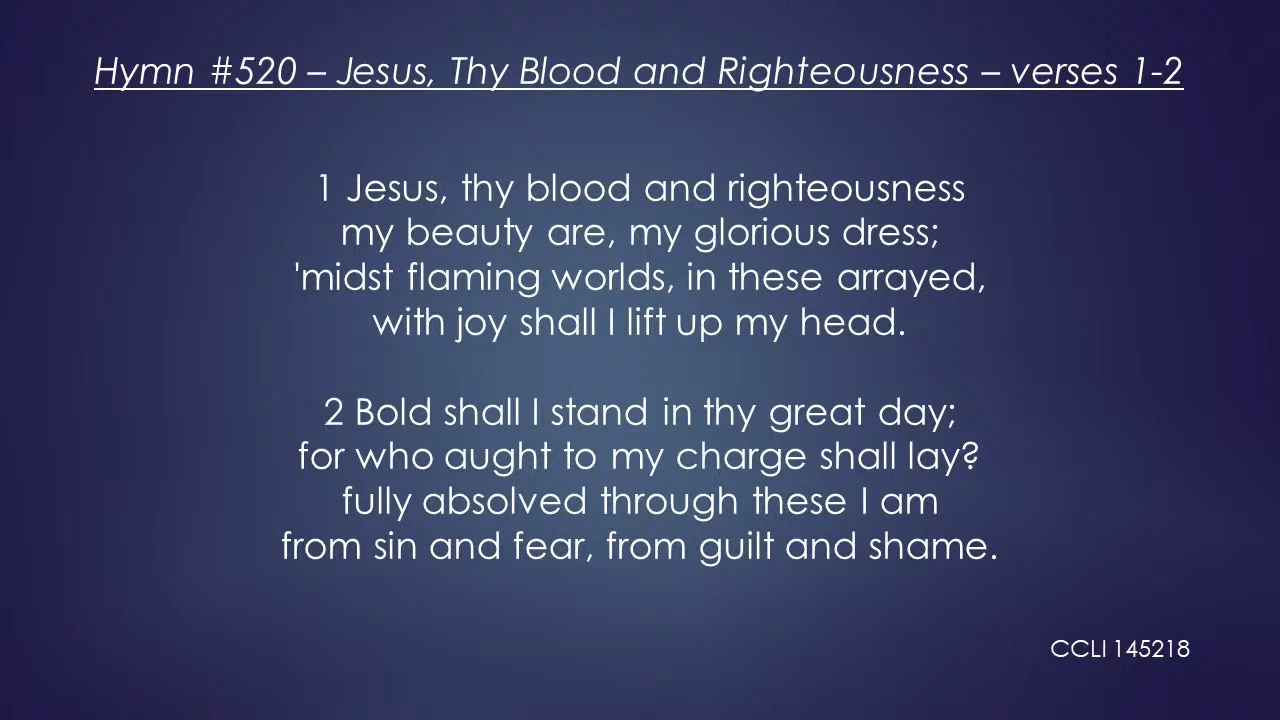 Hymn #520 – Jesus, Thy Blood and Righteousness – verses 1-2
1 Jesus, thy blood and righteousness
my beauty are, my glorious dress;
'midst flaming worlds, in these arrayed,
with joy shall I lift up my head.
2 Bold shall I stand in thy great day;
for who aught to my charge shall lay?
fully absolved through these I am
from sin and fear, from guilt and shame.
CCLI 145218